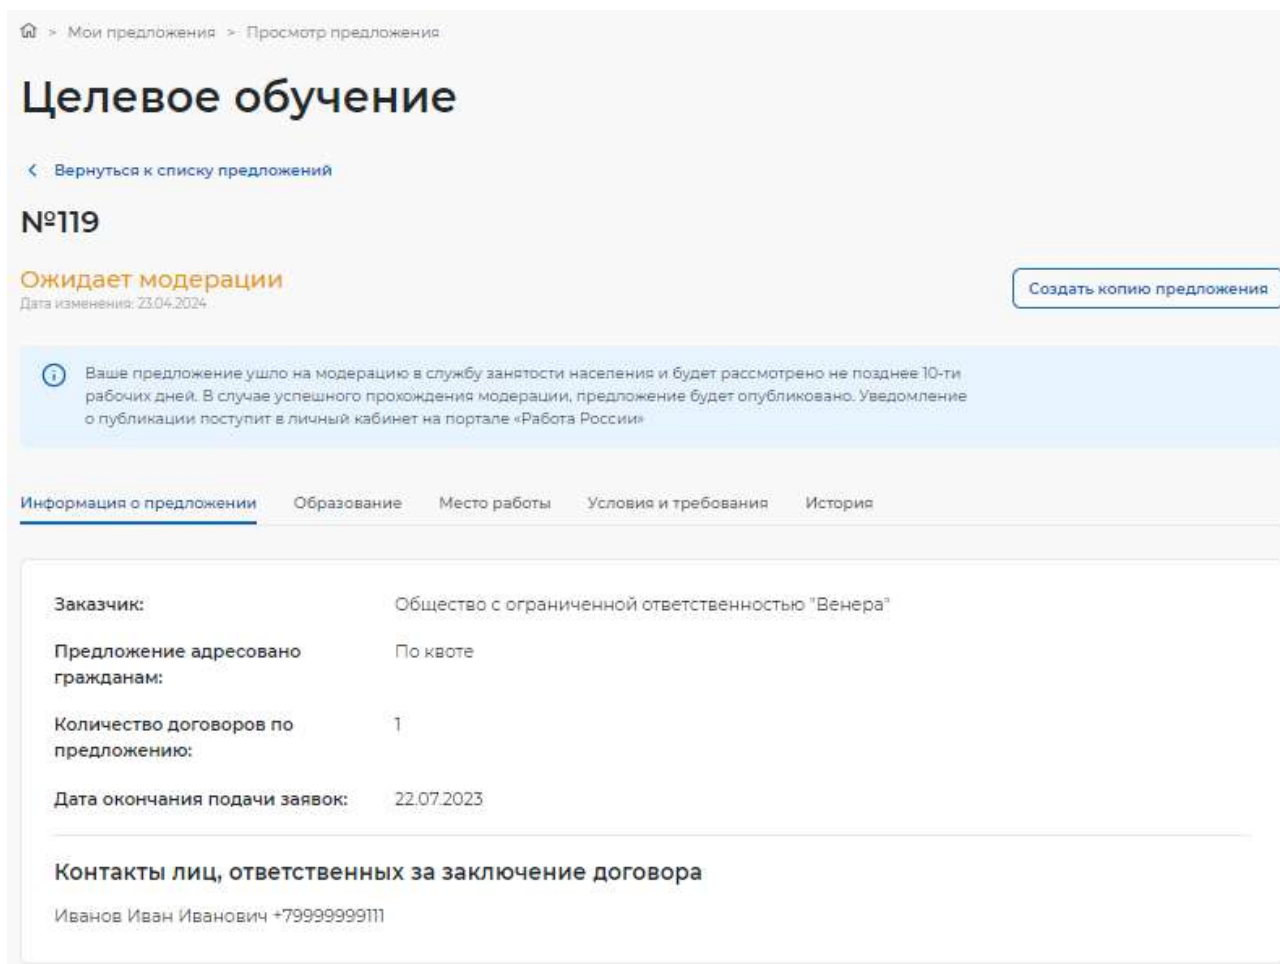 > Мои предложения > Просмотр предложения
Целевое обучение
< Вернуться к списку предложений
№119
Ожидает модерации
Дата изменения: 23.04.2024
Создать копию предложения
Ваше предложение ушло на модерацию в службу занятости населения и будет рассмотрено не позднее 10-ти
рабочих дней. В случае успешного прохождения модерации, предложение будет опубликовано. Уведомление
о публикации поступит в личный кабинет на портале «Работа России»
Информация о предложении Образование Место работы Условия и требования История
Заказчик: Общество с ограниченной ответственностью "Венера"
Предложение адресовано По квоте
гражданам:
Количество договоров по 1
предложению:
Дата окончания подачи заявок: 22.07.2023
Контакты лиц, ответственных за заключение договора
Иванов Иван Иванович +79999999111